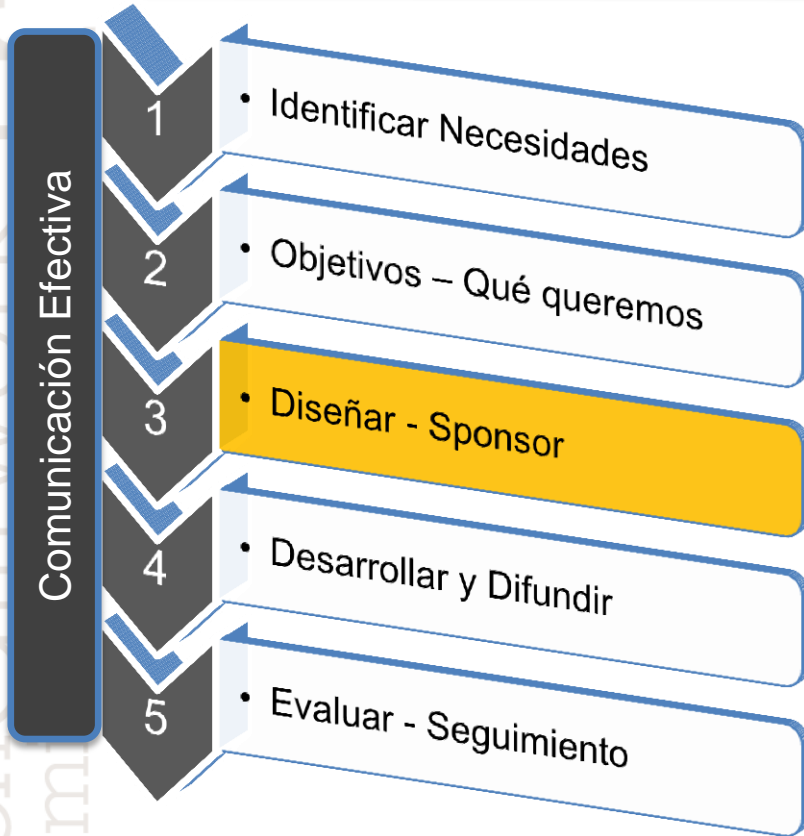 Comunicación Efectiva
1
• Identificar Necesidades
2
• Objetivos – Qué queremos
3
• Diseñar - Sponsor
4
• Desarrollar y Difundir
5
• Evaluar - Seguimiento